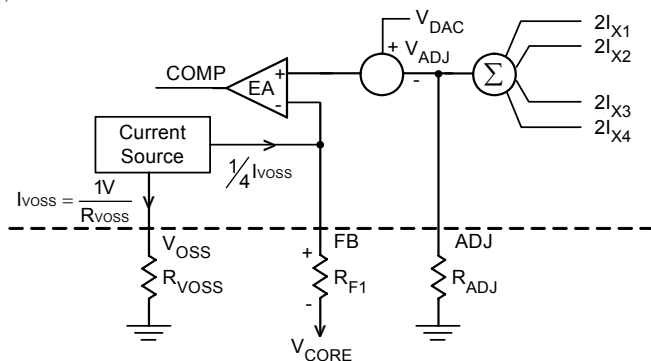 V_DAC
V_ADJ
2I_X1
2I_X2
2I_X3
2I_X4
COMP
EA
+
-
+
-
Σ
Current
Source
1/4 I_VOSS
I_VOSS = 1V / R_VOSS
V_OSS
FB
ADJ
R_VOSS
+
R_F1
-
R_ADJ
V_CORE